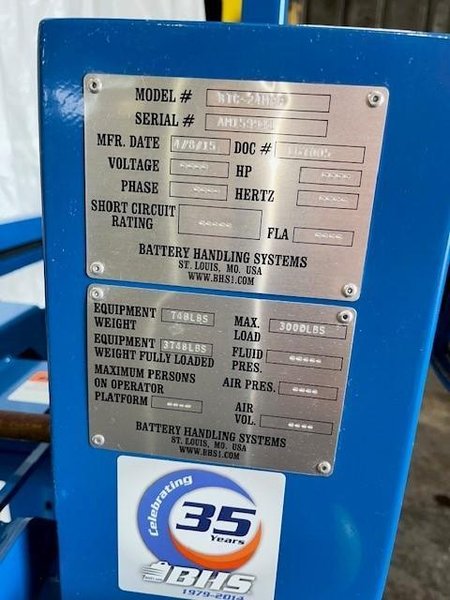 MODEL #
SERIAL #
MFR. DATE 4/8/15 DOC #
VOLTAGE **** HP ****
PHASE **** HERTZ ****
SHORT CIRCUIT
RATING ***** FLA ****
BATTERY HANDLING SYSTEMS
ST. LOUIS, MO. USA
WWW.BHS1.COM
EQUIPMENT
WEIGHT 748LBS
MAX.
LOAD 3000LBS
EQUIPMENT
WEIGHT FULLY LOADED 3748LBS
FLUID
PRES. *****
MAXIMUM PERSONS
ON OPERATOR
PLATFORM ****
AIR PRES. ****
AIR
VOL. ****
BATTERY HANDLING SYSTEMS
ST. LOUIS, MO. USA
WWW.BHS1.COM
Celebrating
35
Years
BHS
1979-2014